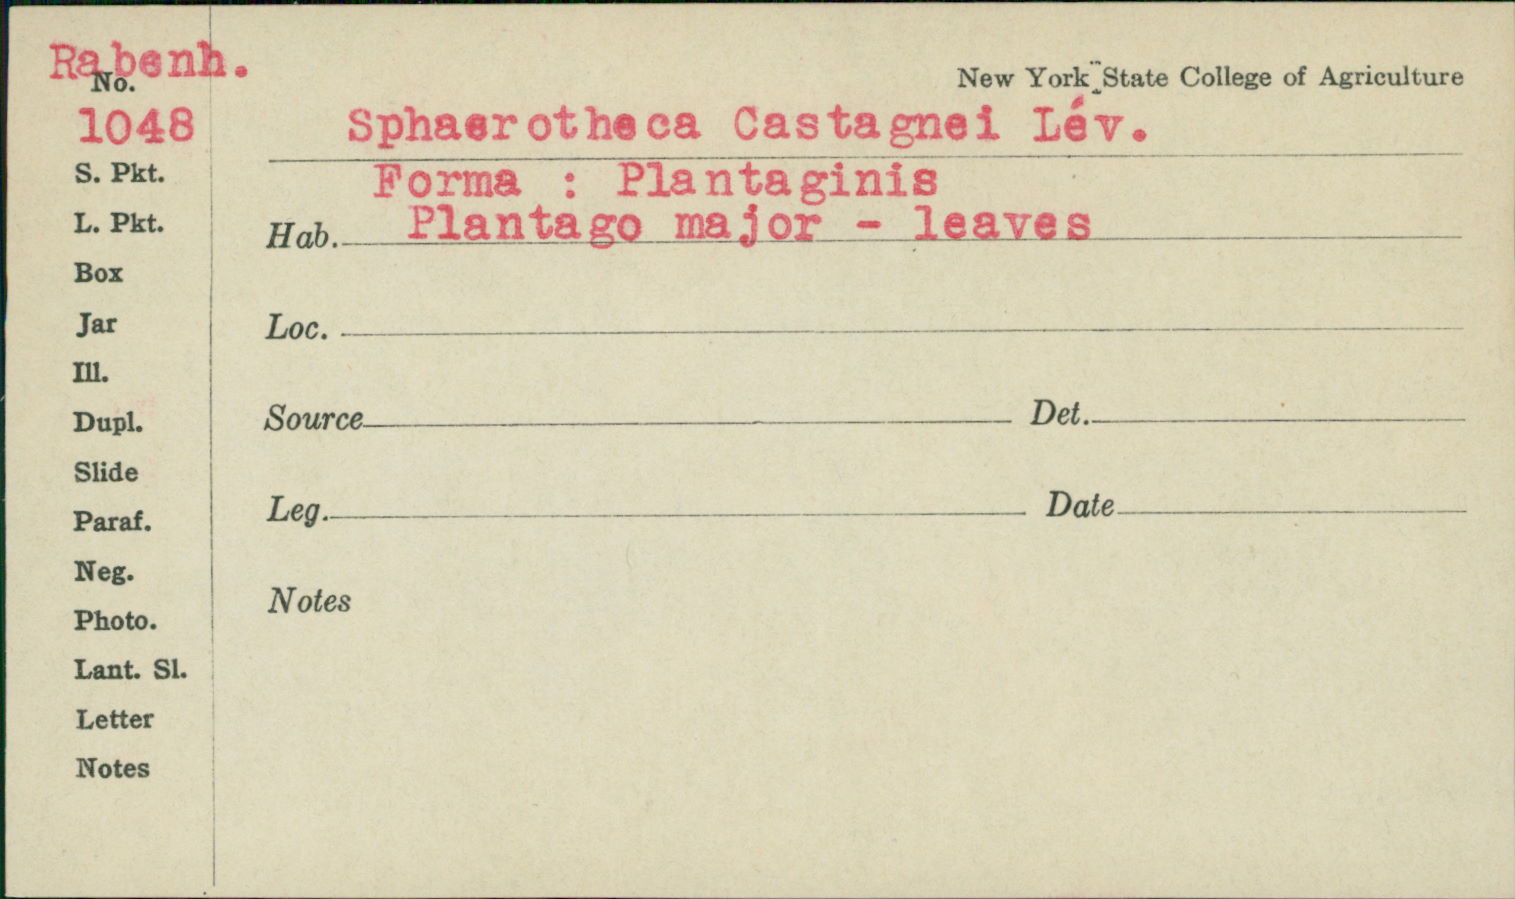 Rabenh.
No.
1048
New York State College of Agriculture
Sphaerotheca Castagnei Lév.
Forma : Plantaginis
Hab. Plantago major - leaves
Loc.
Source Det.
Leg. Date
Notes
S. Pkt.
L. Pkt.
Box
Jar
Ill.
Dupl.
Slide
Paraf.
Neg.
Photo.
Lant. Sl.
Letter
Notes